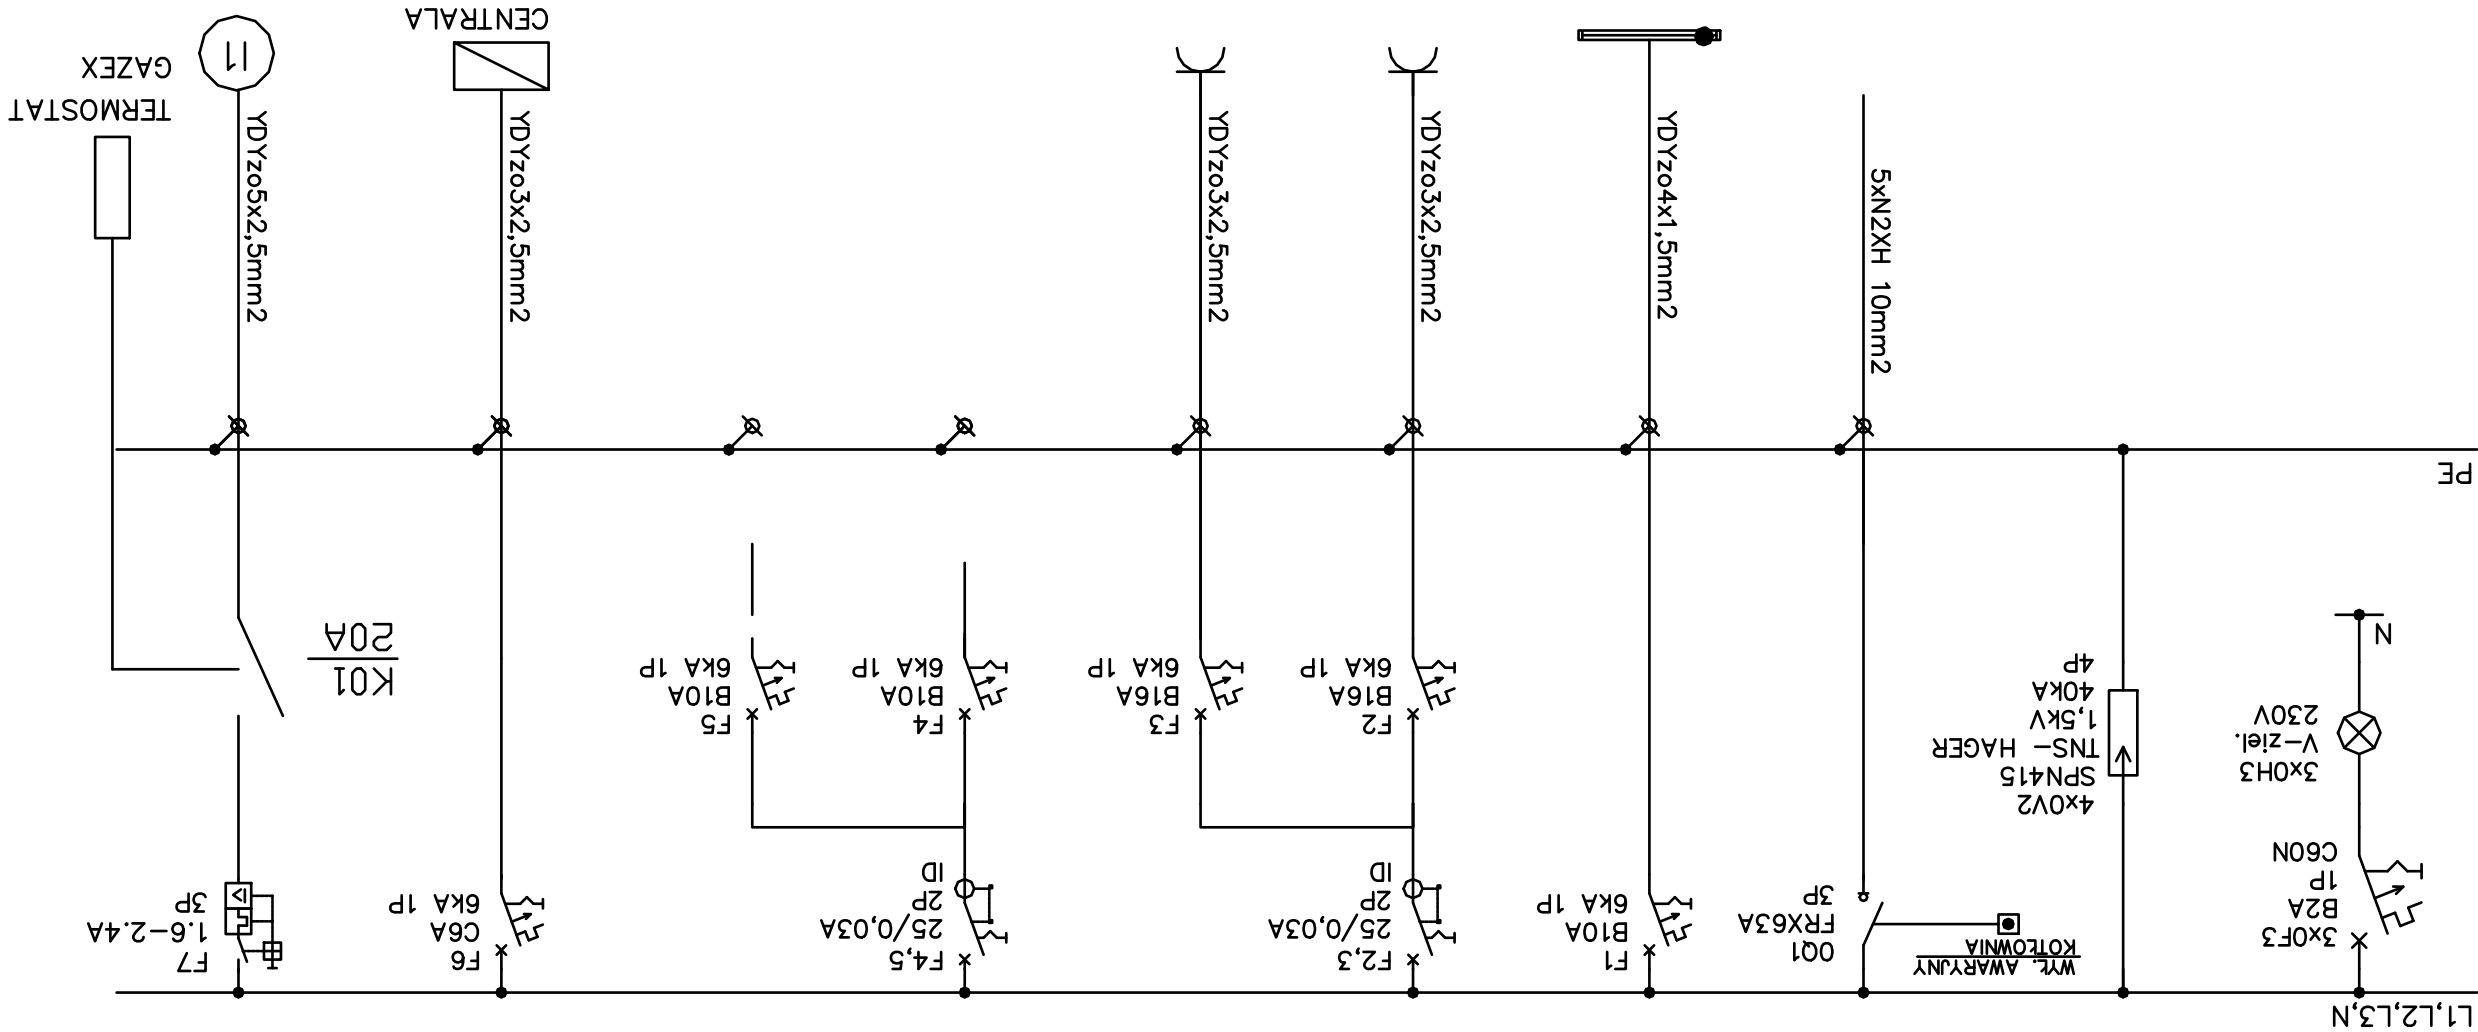 L1,L2,L3,N
3x0F3
B2A
1P
C60N
3x0H3
V-ziel.
230V
N
4x0V2
SPN415
TNS- HAGER
1,5kV
40kA
4P
PE
WYŁ. AWARYJNY
KOTŁOWNIA
0Q1
FRX63A
3P
5xN2XH 10mm2
F1
B10A
6kA 1P
YDYzo4x1,5mm2
F2,3
25/0,03A
2P
ID
F2
B16A
6kA 1P
YDYzo3x2,5mm2
F3
B16A
6kA 1P
YDYzo3x2,5mm2
F4,5
25/0,03A
2P
ID
F4
B10A
6kA 1P
F5
B10A
6kA 1P
F6
C6A
6kA 1P
YDYzo3x2,5mm2
CENTRALA
F7
1.6-2.4A
3P
K01
20A
YDYzo5x2,5mm2
I1
TERMOSTAT
GAZEX